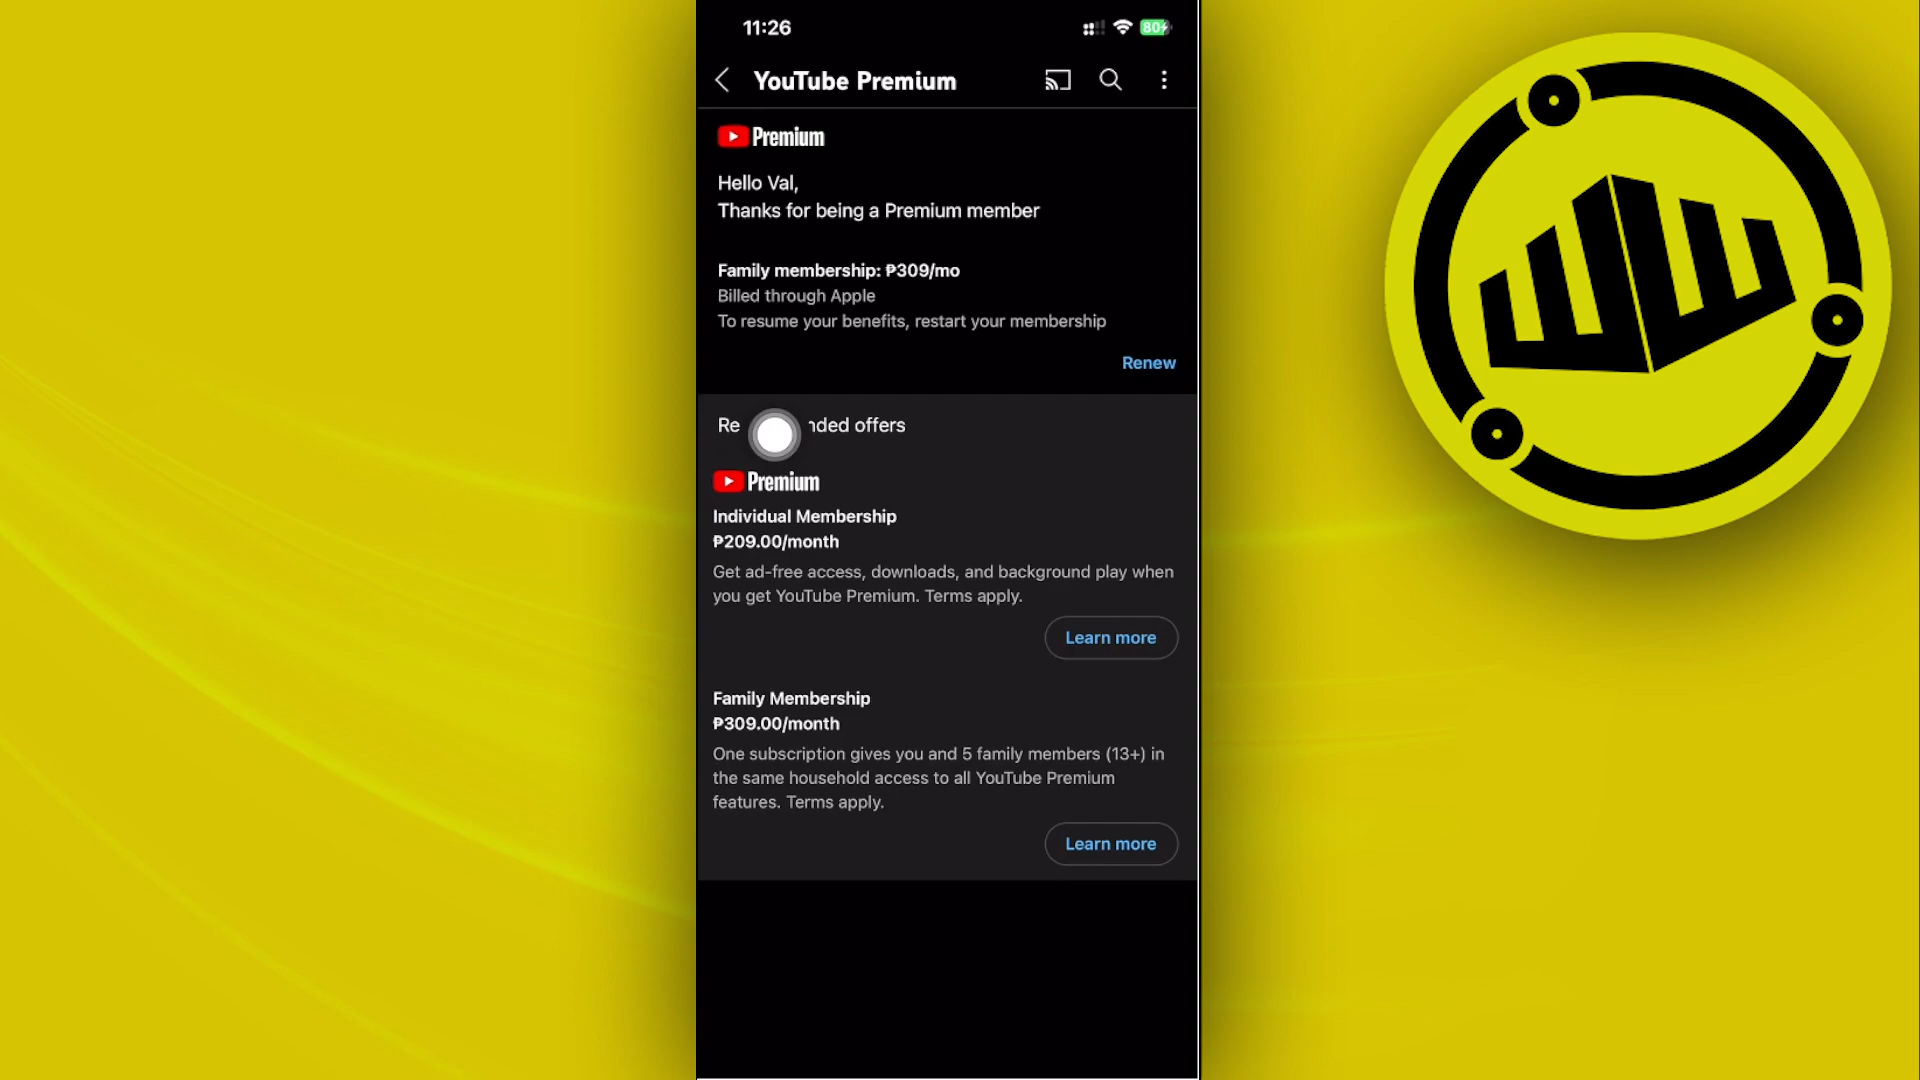 11:26
80
YouTube Premium
Premium
Hello Val,
Thanks for being a Premium member
Family membership: ₱309/mo
Billed through Apple
To resume your benefits, restart your membership
Renew
offers
Premium
Individual Membership
₱209.00/month
Get ad-free access, downloads, and background play when
you get YouTube Premium. Terms apply.
Learn more
Family Membership
₱309.00/month
One subscription gives you and 5 family members (13+) in
the same household access to all YouTube Premium
features. Terms apply.
Learn more